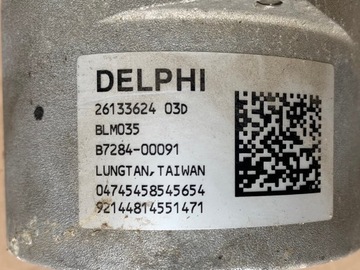 DELPHI
26133624 03D
BLM035
B7284-00091
LUNGTAN, TAIWAN
04745458545654
92144814551471